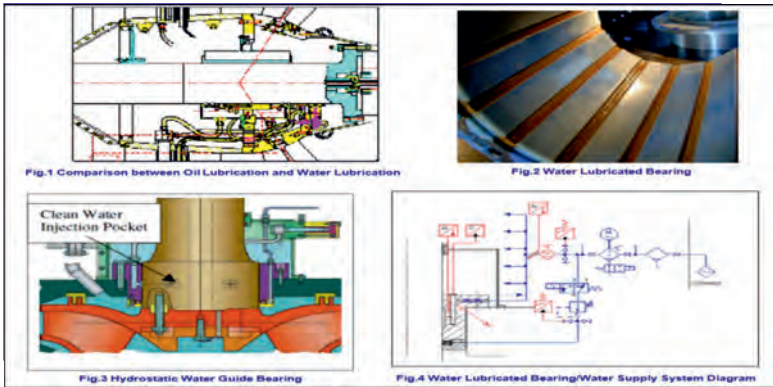 Fig.1 Comparison between Oil Lubrication and Water Lubrication
Fig.2 Water Lubricated Bearing
Clean Water
Injection Pocket
Fig.3 Hydrostatic Water Guide Bearing
Fig.4 Water Lubricated Bearing/Water Supply System Diagram